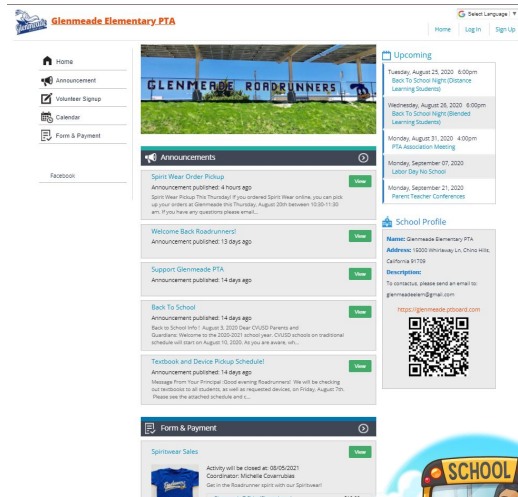 Glenmeade Elementary PTA
Select Language
Home Log In Sign Up
Home
Announcement
Volunteer Signup
Calendar
Form & Payment
Facebook
GLENMEADE ROADRUNNERS
Announcements
Spirit Wear Order Pickup
View
Announcement published: 4 hours ago
Spirit Wear Pickup This Thursday! If you ordered Spirit Wear online, you can pick
up your orders at Glenmeade this Thursday, August 20th between 10:30-11:30
am. If you have any questions please email...
Welcome Back Roadrunners!
View
Announcement published: 13 days ago
Support Glenmeade PTA
View
Announcement published: 14 days ago
Back To School
View
Announcement published: 14 days ago
Back to School Info ! August 3, 2020 Dear CVUSD Parents and
Guardians: Welcome to the 2020-2021 school year. CVUSD schools on traditional
schedule will start on August 10, 2020. As you are aware, wh...
Textbook and Device Pickup Schedule!
View
Announcement published: 14 days ago
Message From Your Principal :Good evening Roadrunners! We will be checking
out textbooks to all students, as well as requested devices, on Friday, August 7th.
Please see the attached schedule and c...
Form & Payment
Spiritwear Sales
View
Activity will be closed at: 08/05/2021
Coordinator: Michelle Covarrubias
Get in the Roadrunner spirit with our Spiritwear!
Upcoming
Tuesday, August 25, 2020 6:00pm
Back To School Night (Distance
Learning Students)
Wednesday, August 26, 2020 6:00pm
Back To School Night (Blended
Learning Students)
Monday, August 31, 2020 4:00pm
PTA Association Meeting
Monday, September 07, 2020
Labor Day No School
Monday, September 21, 2020
Parent Teacher Conferences
School Profile
Name: Glenmeade Elementary PTA
Address: 15000 Whirlaway Ln, Chino Hills,
California 91709
Description:
To contactus, please send an email to:
glenmeadeelem@gmail.com
https://glenmeade.ptboard.com
SCHOOL